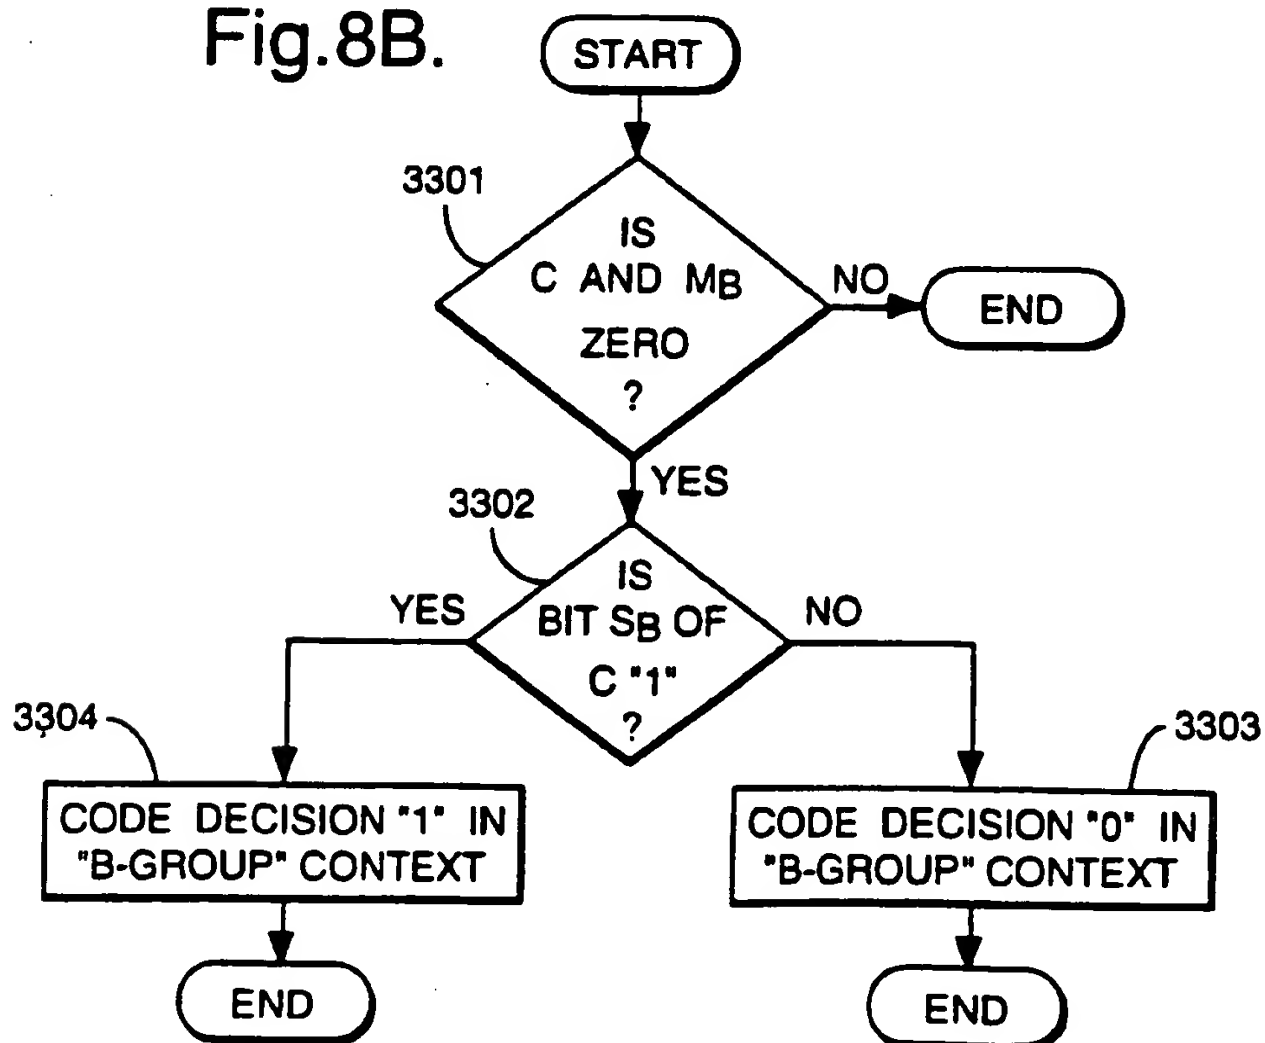 Fig.8B.
START
3301
IS
C AND MB
ZERO
?
NO
END
YES
3302
IS
BIT SB OF
C "1"
?
YES
NO
3304
3303
CODE DECISION "1" IN
"B-GROUP" CONTEXT
CODE DECISION "0" IN
"B-GROUP" CONTEXT
END
END